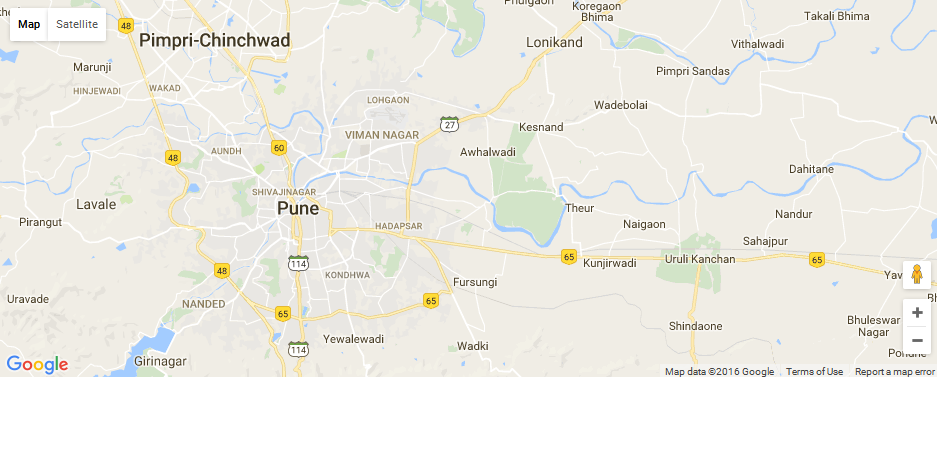 Phulgaon
Koregaon
Bhima
Takali Bhima
Map Satellite
48
Pimpri-Chinchwad
Lonikand
Vithalwadi
Marunji
Pimpri Sandas
HINJEWADI
WAKAD
LOHGAON
Wadebolai
VIMAN NAGAR
27
Kesnand
AUNDH
60
48
Awhalwadi
Dahitane
SHIVAJINAGAR
Lavale
Pune
Theur
Nandur
Pirangut
HADAPSAR
Naigaon
Sahajpur
114
65
Kunjirwadi
Uruli Kanchan
65
48
KONDHWA
Fursungi
Yaw
Uravade
NANDED
65
65
Shindaone
Bhuleswar
Nagar
Yewalewadi
114
Wadki
Girinagar
Google
Map data ©2016 Google Terms of Use Report a map error